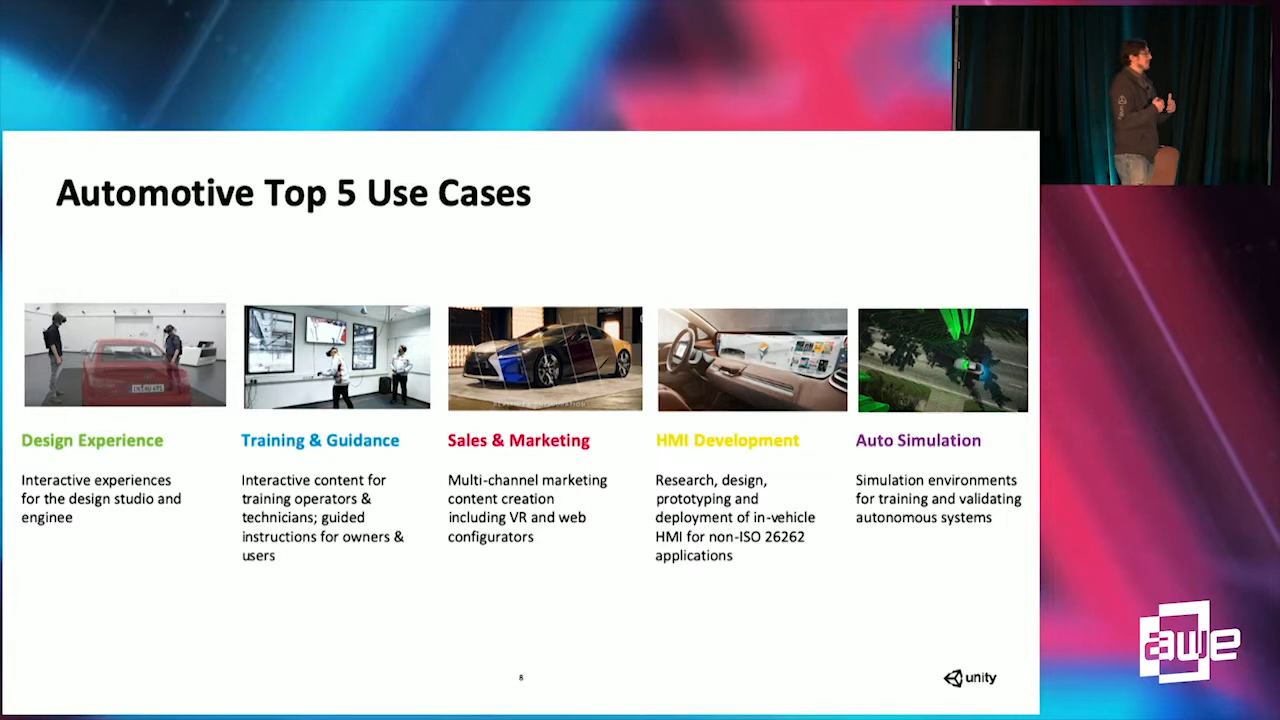 Automotive Top 5 Use Cases
Design Experience
Interactive experiences
for the design studio and
enginee
Training & Guidance
Interactive content for
training operators &
technicians; guided
instructions for owners &
users
Sales & Marketing
Multi-channel marketing
content creation
including VR and web
configurators
HMI Development
Research, design,
prototyping and
deployment of in-vehicle
HMI for non-ISO 26262
applications
Auto Simulation
Simulation environments
for training and validating
autonomous systems
8
unity
awe